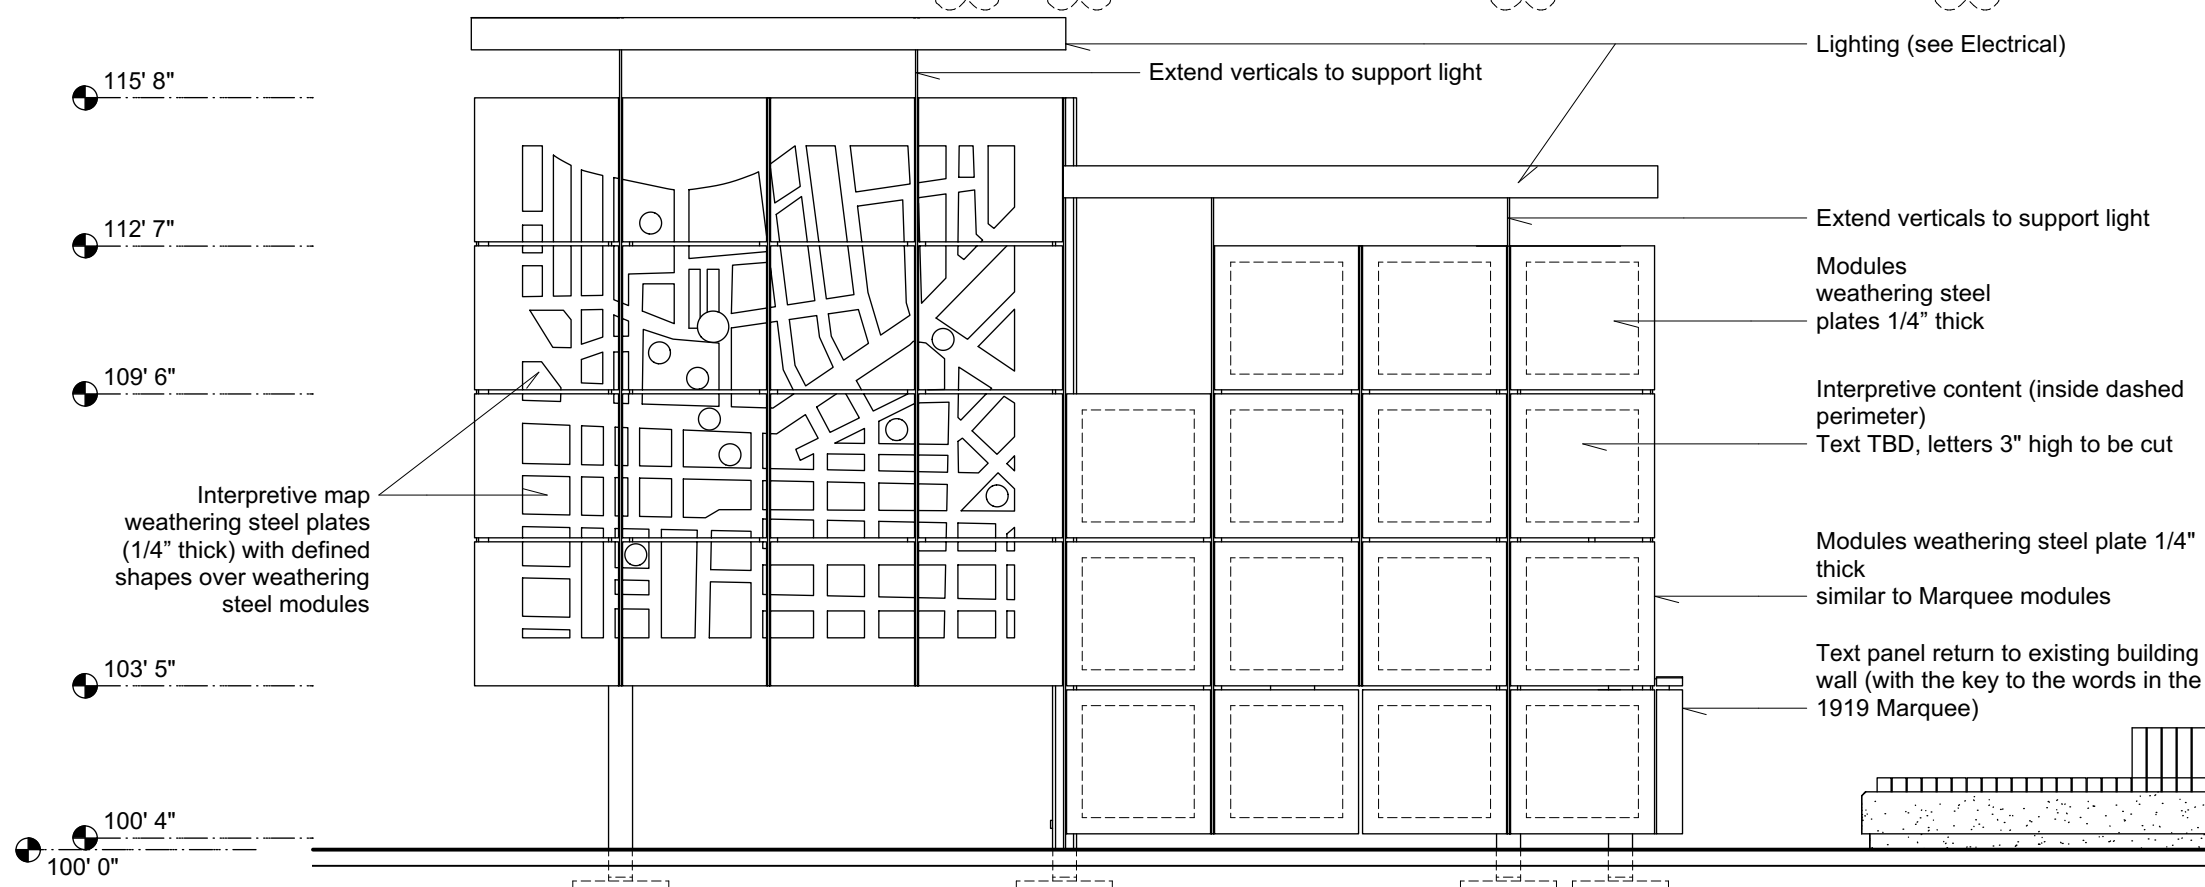 Lighting (see Electrical)
Extend verticals to support light
115' 8"
Extend verticals to support light
112' 7"
Modules
weathering steel
plates 1/4” thick
109' 6"
Interpretive content (inside dashed
perimeter)
Text TBD, letters 3" high to be cut
Interpretive map
weathering steel plates
(1/4” thick) with defined
shapes over weathering
steel modules
Modules weathering steel plate 1/4"
thick
similar to Marquee modules
103' 5"
Text panel return to existing building
wall (with the key to the words in the
1919 Marquee)
100' 4"
100' 0"